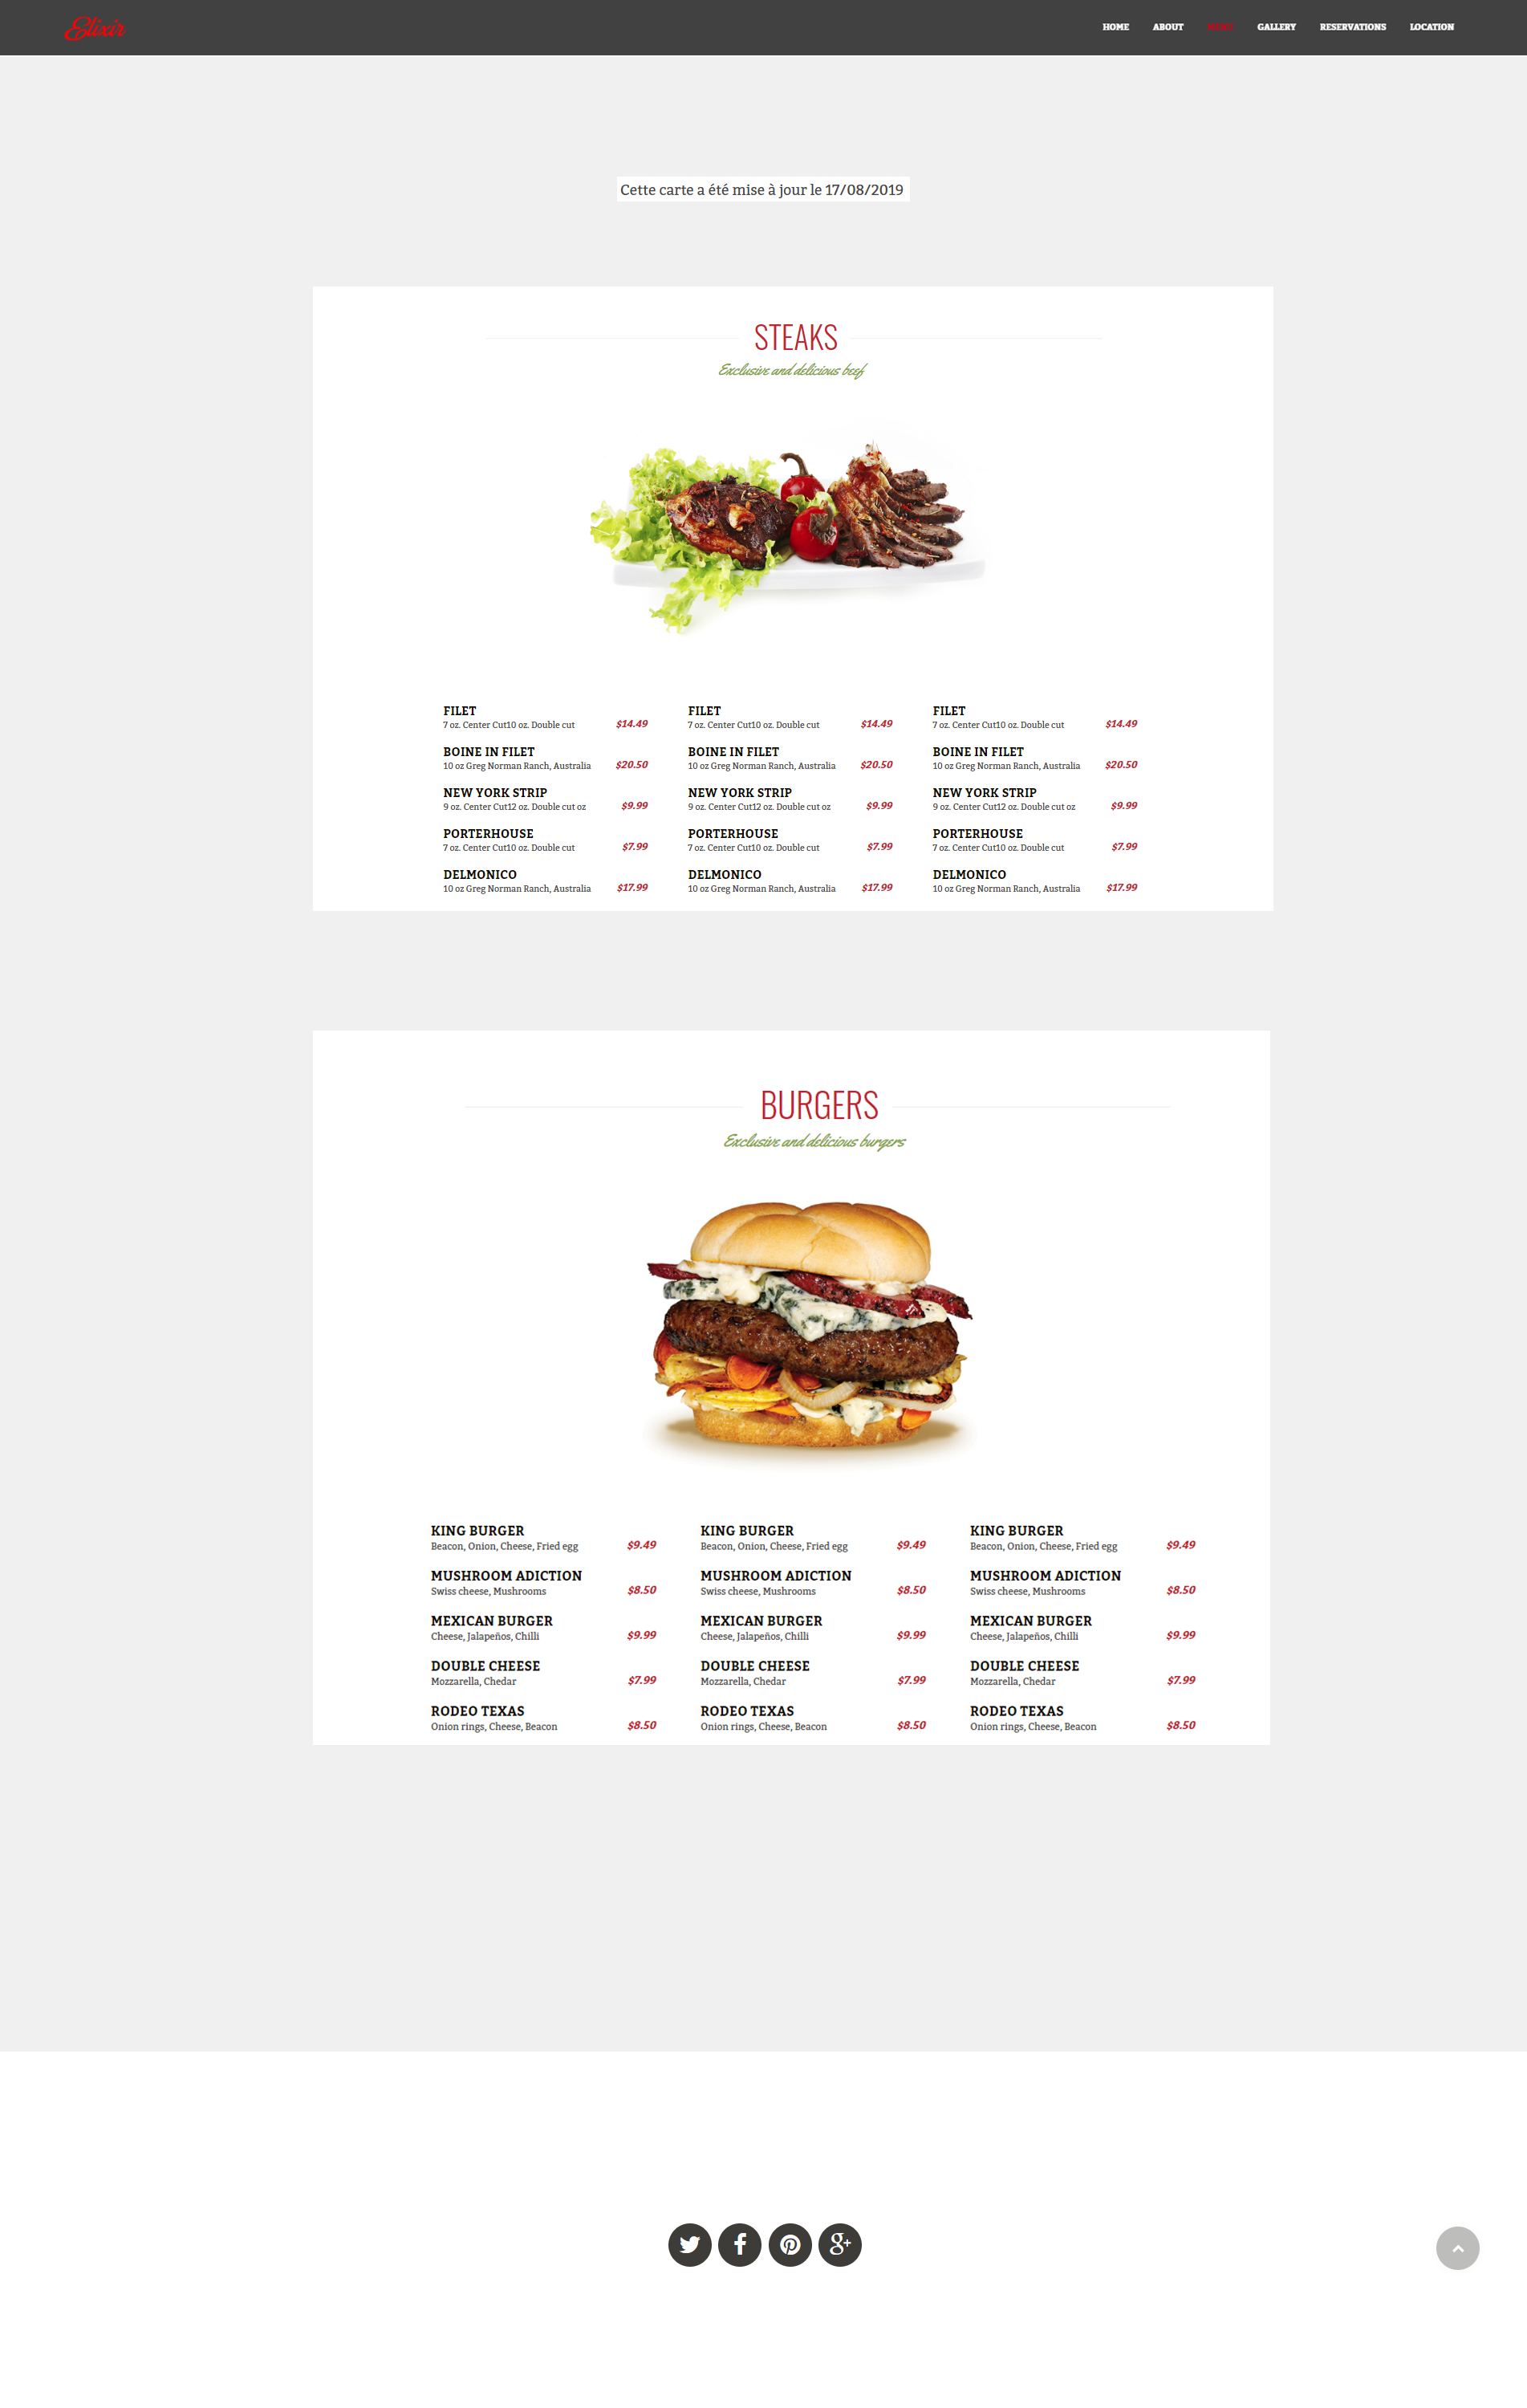 Elixir
HOME ABOUT MENU GALLERY RESERVATIONS LOCATION
Cette carte a été mise à jour le 17/08/2019
STEAKS
Exclusive and delicious beef
FILET FILET FILET
7 oz. Center Cut10 oz. Double cut $14.49 7 oz. Center Cut10 oz. Double cut $14.49 7 oz. Center Cut10 oz. Double cut $14.49
BOINE IN FILET BOINE IN FILET BOINE IN FILET
10 oz Greg Norman Ranch, Australia $20.50 10 oz Greg Norman Ranch, Australia $20.50 10 oz Greg Norman Ranch, Australia $20.50
NEW YORK STRIP NEW YORK STRIP NEW YORK STRIP
9 oz. Center Cut12 oz. Double cut oz $9.99 9 oz. Center Cut12 oz. Double cut oz $9.99 9 oz. Center Cut12 oz. Double cut oz $9.99
PORTERHOUSE PORTERHOUSE PORTERHOUSE
7 oz. Center Cut10 oz. Double cut $7.99 7 oz. Center Cut10 oz. Double cut $7.99 7 oz. Center Cut10 oz. Double cut $7.99
DELMONICO DELMONICO DELMONICO
10 oz Greg Norman Ranch, Australia $17.99 10 oz Greg Norman Ranch, Australia $17.99 10 oz Greg Norman Ranch, Australia $17.99
BURGERS
Exclusive and delicious burgers
KING BURGER KING BURGER KING BURGER
Beacon, Onion, Cheese, Fried egg $9.49 Beacon, Onion, Cheese, Fried egg $9.49 Beacon, Onion, Cheese, Fried egg $9.49
MUSHROOM ADICTION MUSHROOM ADICTION MUSHROOM ADICTION
Swiss cheese, Mushrooms $8.50 Swiss cheese, Mushrooms $8.50 Swiss cheese, Mushrooms $8.50
MEXICAN BURGER MEXICAN BURGER MEXICAN BURGER
Cheese, Jalapeños, Chilli $9.99 Cheese, Jalapeños, Chilli $9.99 Cheese, Jalapeños, Chilli $9.99
DOUBLE CHEESE DOUBLE CHEESE DOUBLE CHEESE
Mozzarella, Chedar $7.99 Mozzarella, Chedar $7.99 Mozzarella, Chedar $7.99
RODEO TEXAS RODEO TEXAS RODEO TEXAS
Onion rings, Cheese, Beacon $8.50 Onion rings, Cheese, Beacon $8.50 Onion rings, Cheese, Beacon $8.50